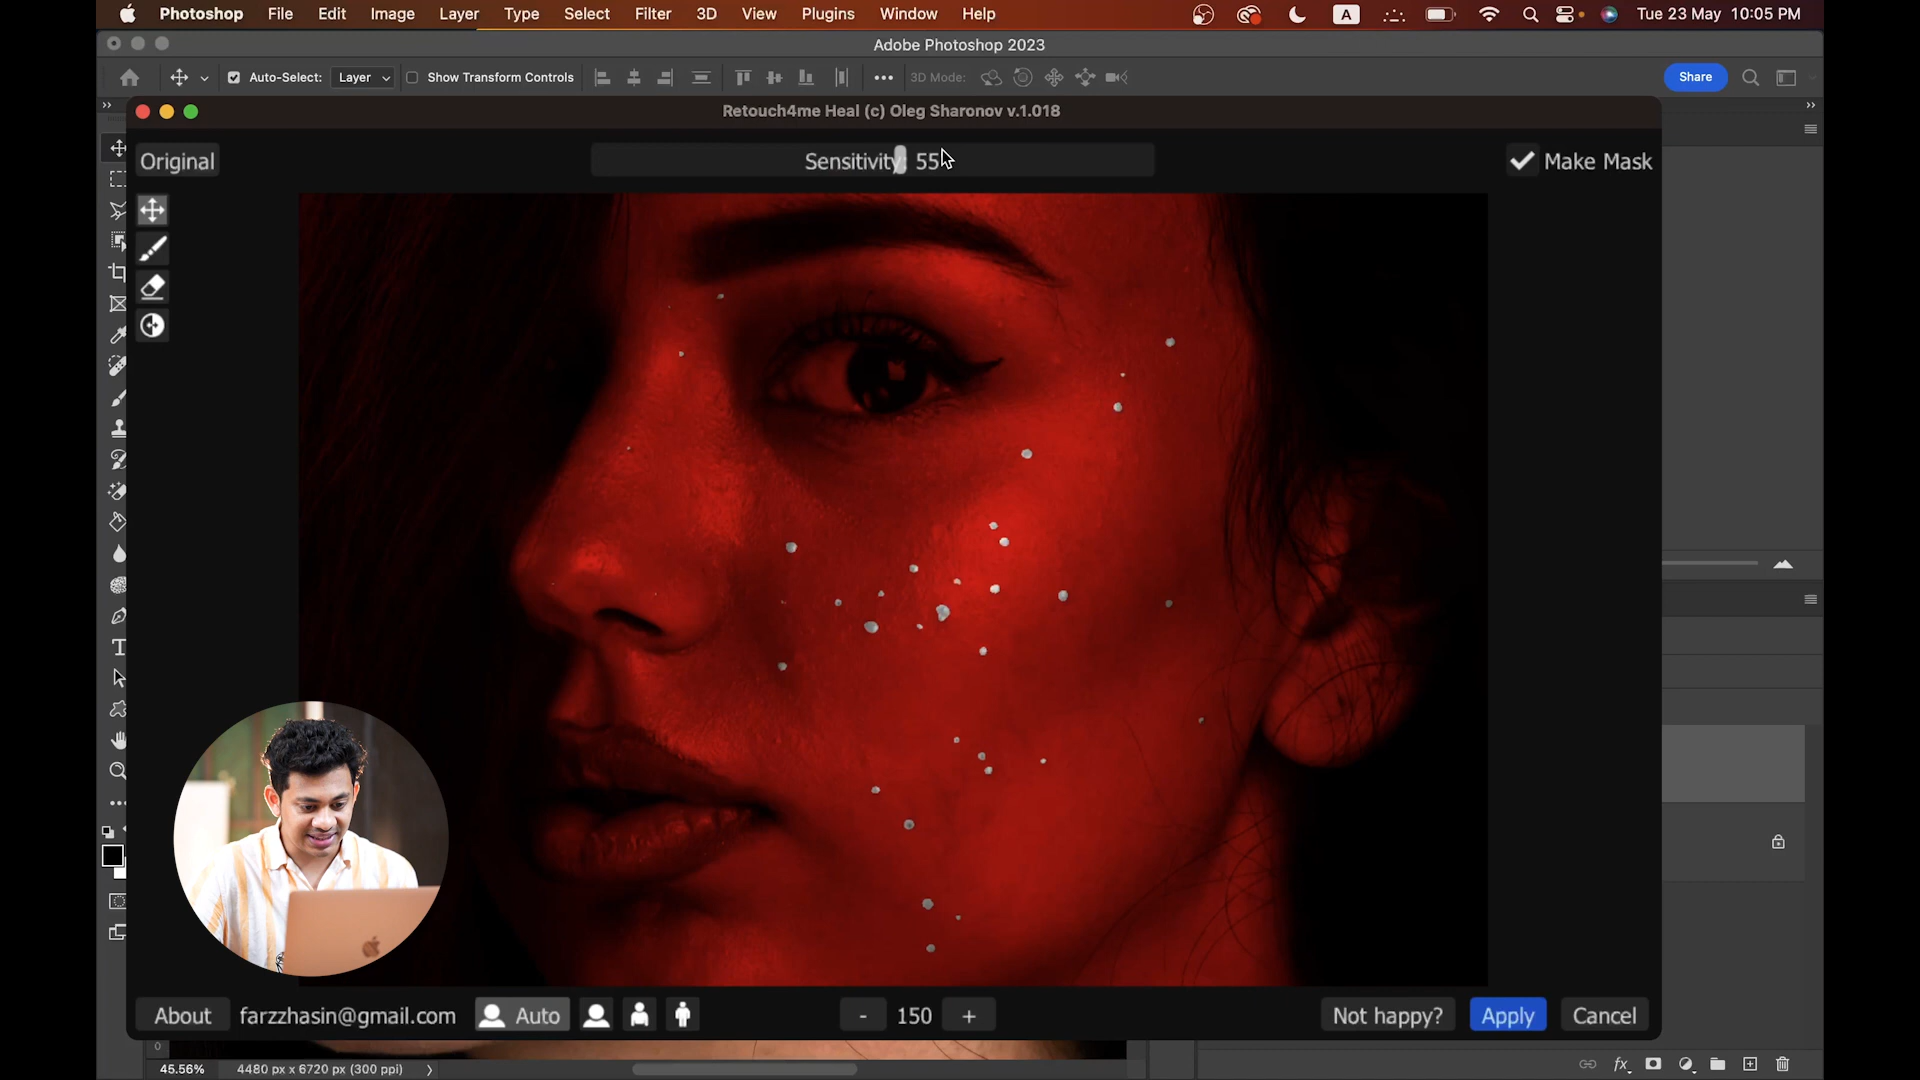 Photoshop File Edit Image Layer Type Select Filter 3D View Plugins Window Help A Tue 23 May 10:05 PM
Adobe Photoshop 2023
Auto-Select: Layer Show Transform Controls 3D Mode: Share
Retouch4me Heal (c) Oleg Sharonov v.1.018
Original Sensitivity: 55 Make Mask
About farzzhasin@gmail.com Auto - 150 + Not happy? Apply Cancel
0
45.56% 4480 px x 6720 px (300 ppi) fx